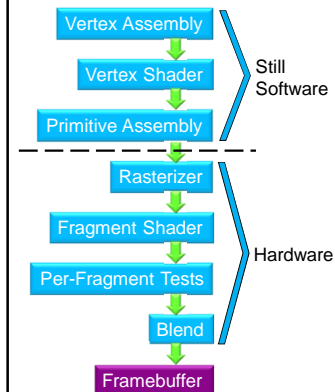 Vertex Assembly
Vertex Shader
Still
Software
Primitive Assembly
Rasterizer
Fragment Shader
Hardware
Per-Fragment Tests
Blend
Framebuffer